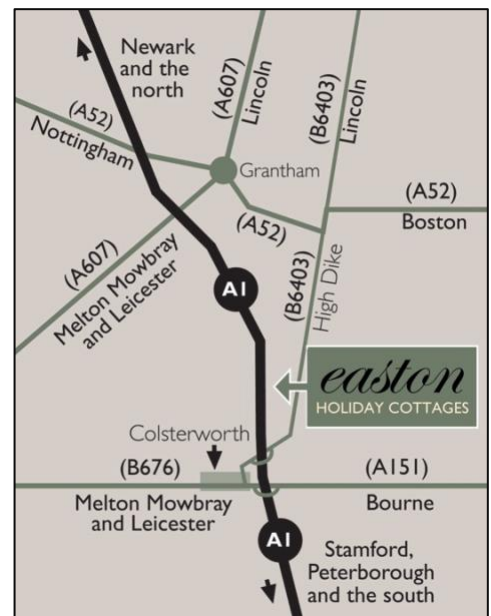 Newark
and the
north
(A607)
Lincoln
(B6403)
Lincoln
(A52)
Nottingham
Grantham
(A52)
Boston
(A52)
(A607)
Melton Mowbray
and Leicester
(B6403)
High Dike
A1
easton
HOLIDAY COTTAGES
Colsterworth
(B676)
Melton Mowbray
and Leicester
(A151)
Bourne
A1
Stamford,
Peterborough
and the south